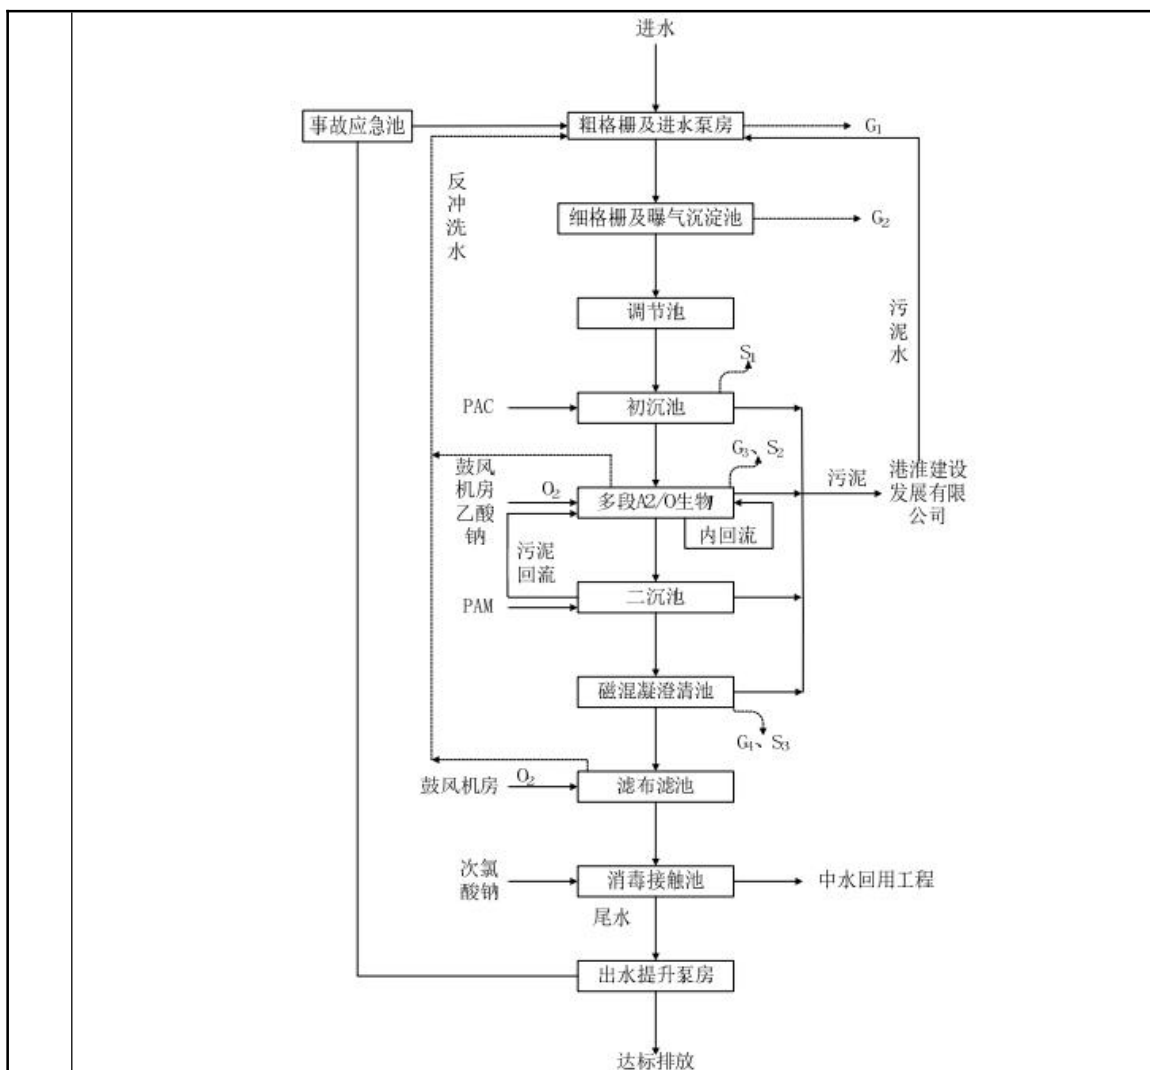 进水
事故应急池
粗格栅及进水泵房
G₁
反
冲
洗
水
细格栅及曝气沉淀池
G₂
调节池
污
泥
水
S₁
PAC
初沉池
G₃、S₂
鼓风
机房
乙酸
钠
O₂
多段A2/O生物
污泥
港淮建设
发展有限
公司
内回流
污泥
回流
二沉池
PAM
磁混凝澄清池
G₄、S₃
鼓风机房
O₂
滤布滤池
次氯
酸钠
消毒接触池
中水回用工程
尾水
出水提升泵房
达标排放